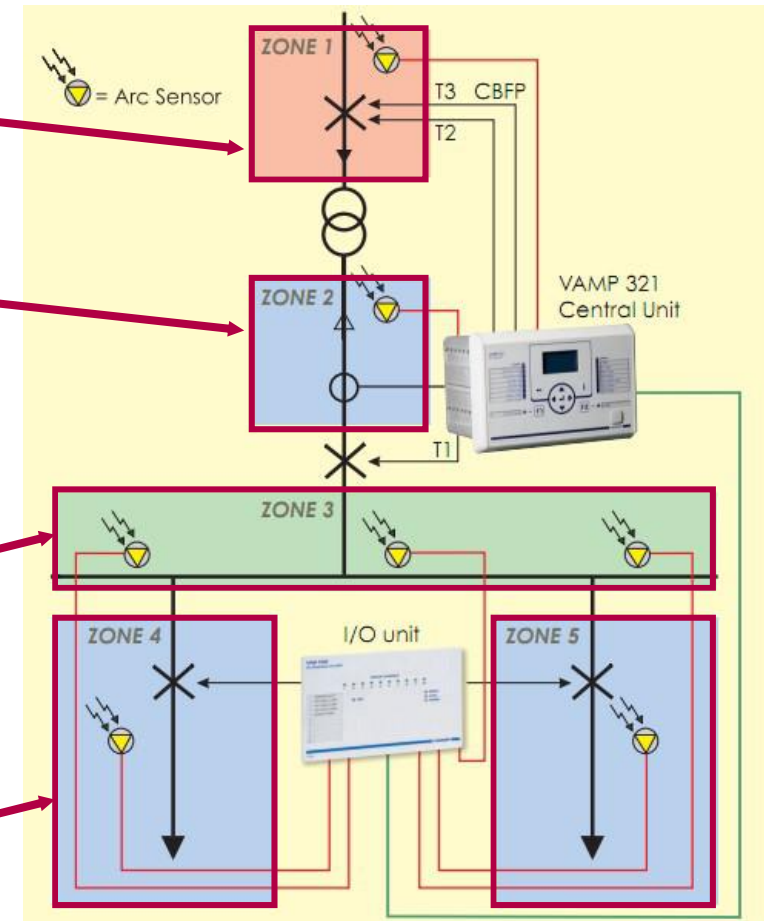 ZONE 1
= Arc Sensor
T3 CBFP
T2
ZONE 2
VAMP 321
Central Unit
T1
ZONE 3
ZONE 4
I/O unit
ZONE 5